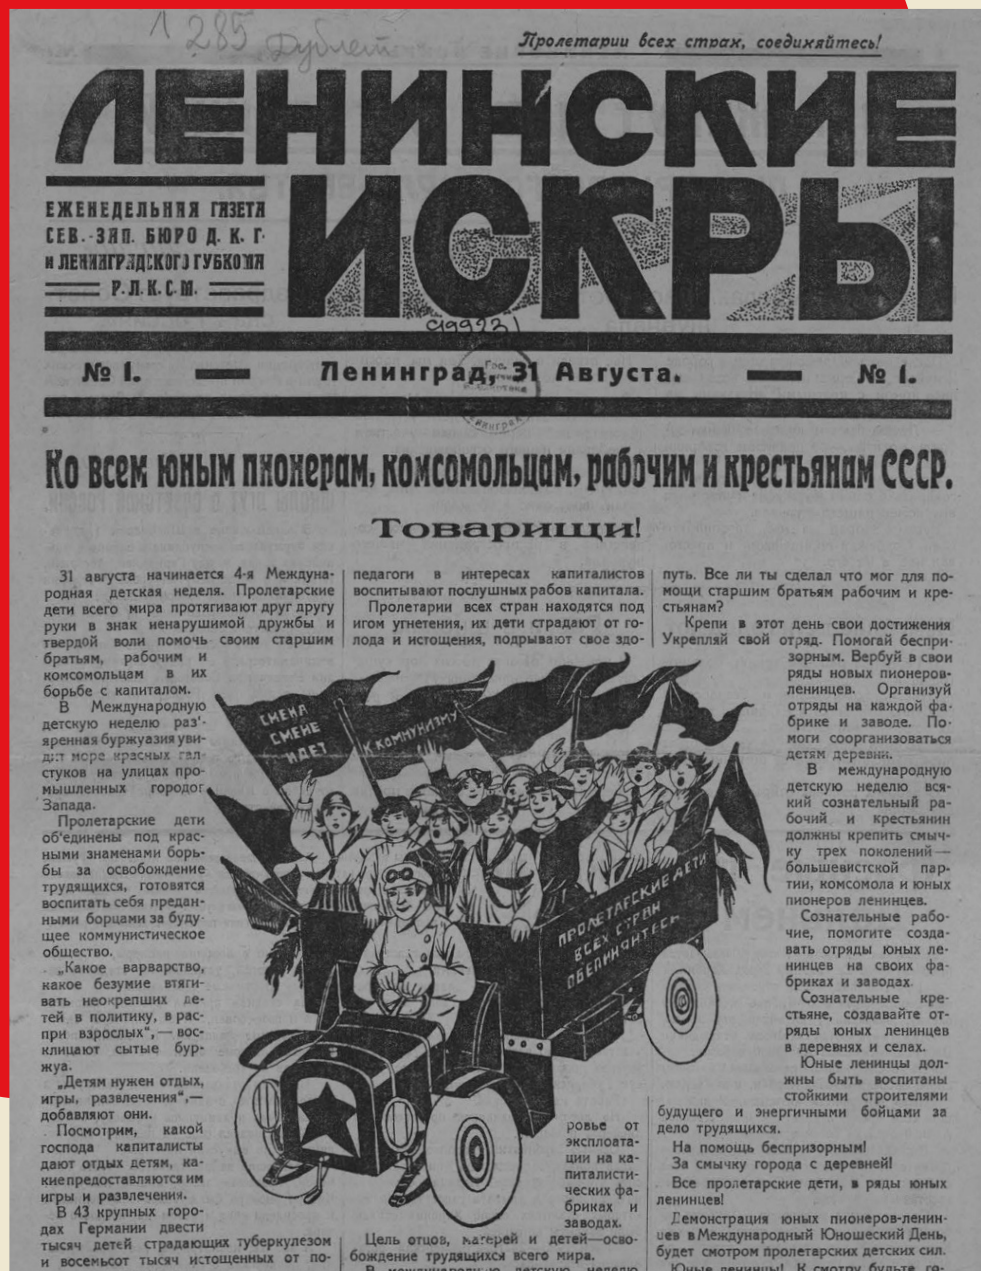 1 285 Дублет
Пролетарии всех стран, соединяйтесь!
ЛЕНИНСКИЕ
ИСКРЫ
ЕЖЕНЕДЕЛЬНАЯ ГАЗЕТА
СЕВ.-ЗАП. БЮРО Д. К. Г.
и ЛЕНИНГРАДСКОГО ГУБКОМА
Р.Л.К.С.М.
№ 1. — Ленинград, 31 Августа. — № 1.
Ко всем юным пионерам, комсомольцам, рабочим и крестьянам СССР.
Товарищи!
31 августа начинается 4-я Междуна-
родная детская неделя. Пролетарские
дети всего мира протягивают друг другу
руки в знак ненарушимой дружбы и
твердой воли помочь своим старшим
братьям, рабочим и
комсомольцам в их
борьбе с капиталом.
В Международную
детскую неделю раз'-
яренная буржуазия уви-
дит море красных гал-
стуков на улицах про-
мышленных городов
Запада.
Пролетарские дети
об'единены под крас-
ными знаменами борь-
бы за освобождение
трудящихся, готовятся
воспитать себя предан-
ными борцами за буду-
щее коммунистическое
общество.
„Какое варварство,
какое безумие втяги-
вать неокрепших де-
тей в политику, в рас-
при взрослых“,— вос-
клицают сытые бур-
жуа.
„Детям нужен отдых,
игры, развлечения“,—
добавляют они.
Посмотрим, какой
господа капиталисты
дают отдых детям, ка-
кие предоставляются им
игры и развлечения.
В 43 крупных горо-
дах Германии двести
тысяч детей страдающих туберкулезом
и восемьсот тысяч истощенных от по-
педагоги в интересах капиталистов
воспитывают послушных рабов капитала.
Пролетарии всех стран находятся под
игом угнетения, их дети страдают от го-
лода и истощения, подрывают свое здо-
СМЕНА
СМЕНЕ
ИДЕТ
К КОММУНИЗМУ
ПРОЛЕТАРСКИЕ ДЕТИ
ВСЕХ СТРАН
ОБЕДИНЯЙТЕСЬ
ровье от
эксплоата-
ции на ка-
питалисти-
ческих фа-
бриках и
заводах.
Цель отцов, матерей и детей—осво-
бождение трудящихся всего мира.
В международную детскую неделю
путь. Все ли ты сделал что мог для по-
мощи старшим братьям рабочим и кре-
стьянам?
Крепи в этот день свои достижения
Укрепляй свой отряд. Помогай беспри-
зорным. Вербуй в свои
ряды новых пионеров-
ленинцев. Организуй
отряды на каждой фа-
брике и заводе. По-
моги соорганизоваться
детям деревни.
В международную
детскую неделю вся-
кий сознательный ра-
бочий и крестьянин
должны крепить смыч-
ку трех поколений—
большевистской пар-
тии, комсомола и юных
пионеров ленинцев.
Сознательные рабо-
чие, помогите созда-
вать отряды юных ле-
нинцев на своих фа-
бриках и заводах.
Сознательные кре-
стьяне, создавайте от-
ряды юных ленинцев
в деревнях и селах.
Юные ленинцы дол-
жны быть воспитаны
стойкими строителями
будущего и энергичными бойцами за
дело трудящихся.
На помощь беспризорным!
За смычку города с деревней!
Все пролетарские дети, в ряды юных
ленинцев!
Демонстрация юных пионеров-ленин-
цев в Международный Юношеский День,
будет смотром пролетарских детских сил.
Юные ленинцы! К смотру будьте го-